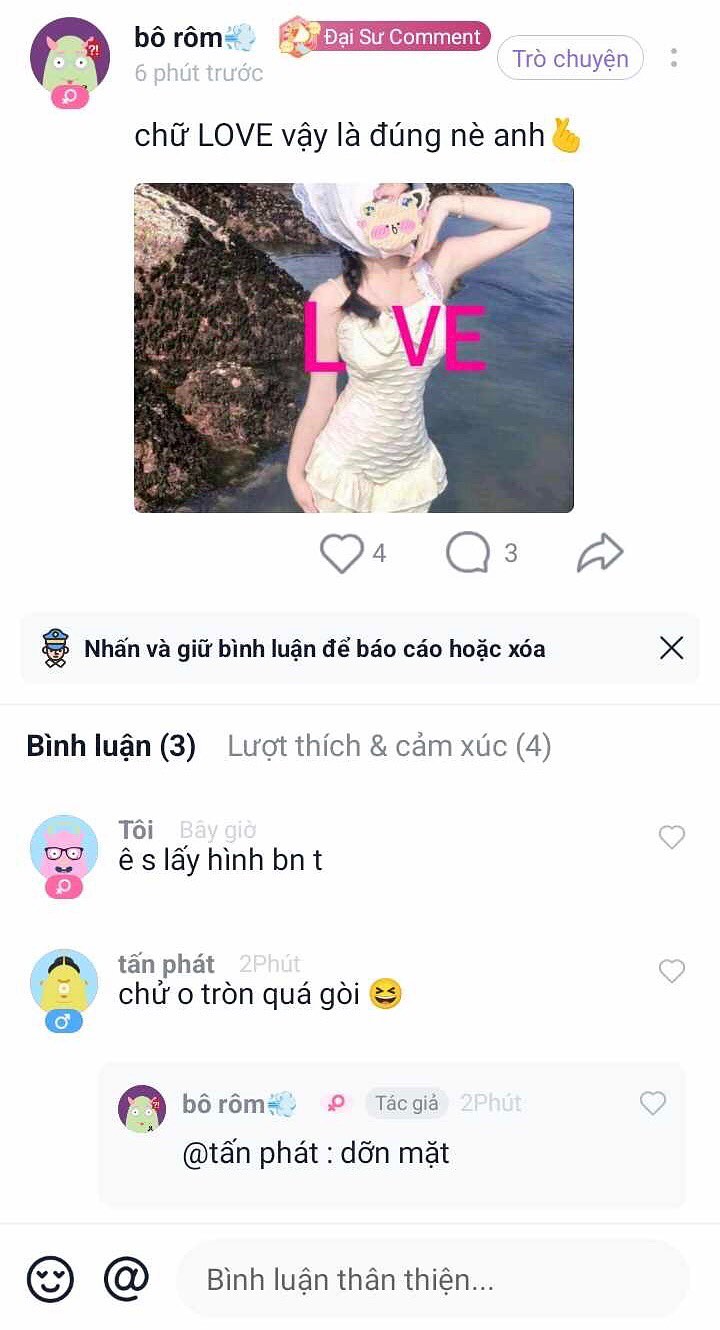 bô rôm💨 Đại Sư Comment
6 phút trước
Trò chuyện
chữ LOVE vậy là đúng nè anh🫰
L VE
4 3
Nhấn và giữ bình luận để báo cáo hoặc xóa
Bình luận (3) Lượt thích & cảm xúc (4)
Tôi Bây giờ
ê s lấy hình bn t
tấn phát 2Phút
chử o tròn quá gòi 😆
bô rôm💨 Tác giả 2Phút
@tấn phát : dỡn mặt
Bình luận thân thiện...